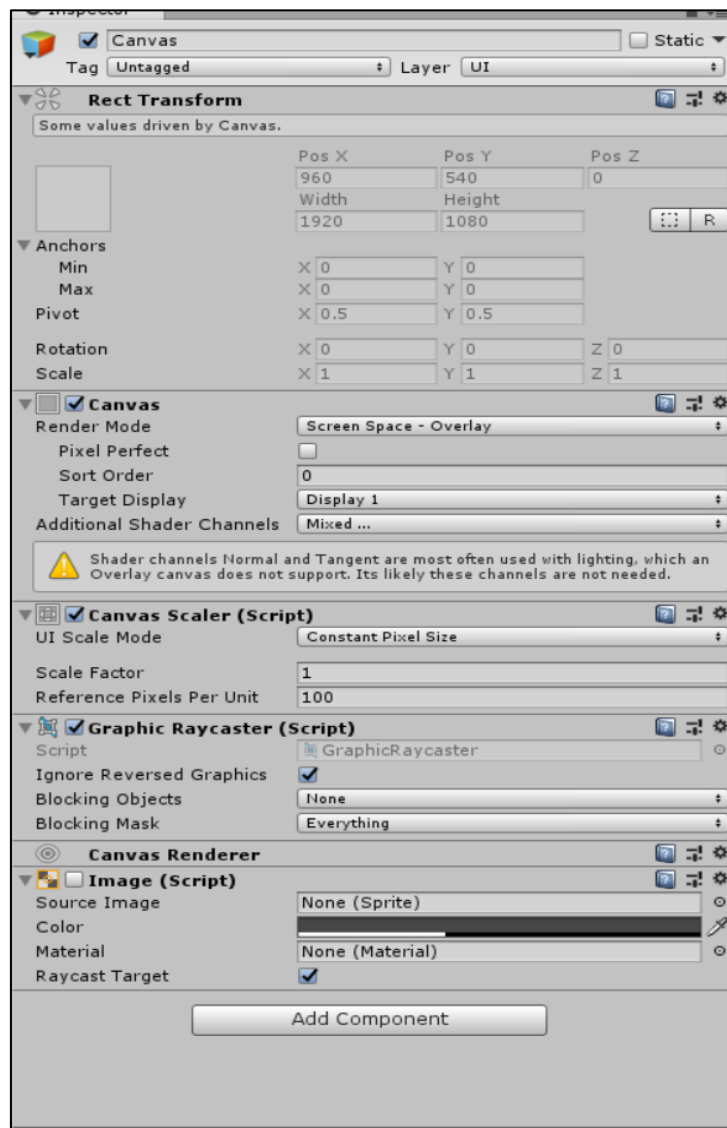 Inspector
Canvas Static
Tag Untagged Layer UI
Rect Transform
Some values driven by Canvas.
Pos X Pos Y Pos Z
960 540 0
Width Height
1920 1080 R
Anchors
Min X 0 Y 0
Max X 0 Y 0
Pivot X 0.5 Y 0.5
Rotation X 0 Y 0 Z 0
Scale X 1 Y 1 Z 1
Canvas
Render Mode Screen Space - Overlay
Pixel Perfect
Sort Order 0
Target Display Display 1
Additional Shader Channels Mixed ...
Shader channels Normal and Tangent are most often used with lighting, which an
Overlay canvas does not support. Its likely these channels are not needed.
Canvas Scaler (Script)
UI Scale Mode Constant Pixel Size
Scale Factor 1
Reference Pixels Per Unit 100
Graphic Raycaster (Script)
Script GraphicRaycaster
Ignore Reversed Graphics
Blocking Objects None
Blocking Mask Everything
Canvas Renderer
Image (Script)
Source Image None (Sprite)
Color
Material None (Material)
Raycast Target
Add Component